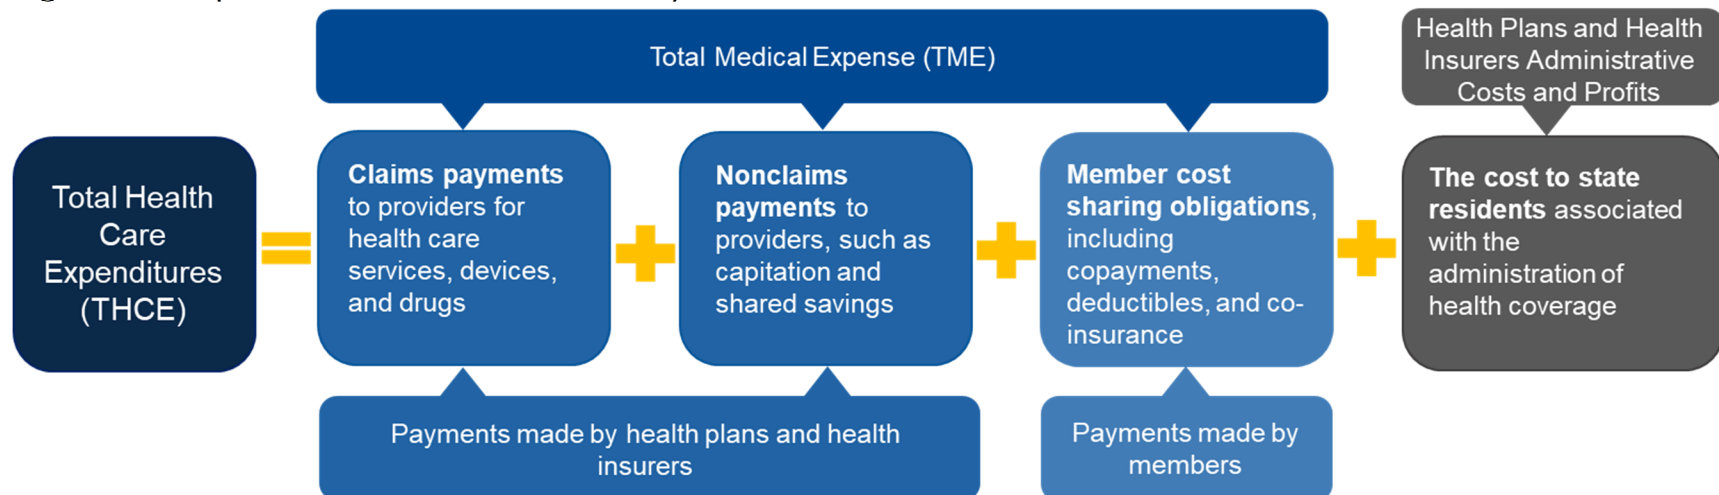 Total Medical Expense (TME)
Health Plans and Health
Insurers Administrative
Costs and Profits
Total Health
Care
Expenditures
(THCE)
=
Claims payments
to providers for
health care
services, devices,
and drugs
+
Nonclaims
payments to
providers, such as
capitation and
shared savings
+
Member cost
sharing obligations,
including
copayments,
deductibles, and co-
insurance
+
The cost to state
residents associated
with the
administration of
health coverage
Payments made by health plans and health
insurers
Payments made by
members